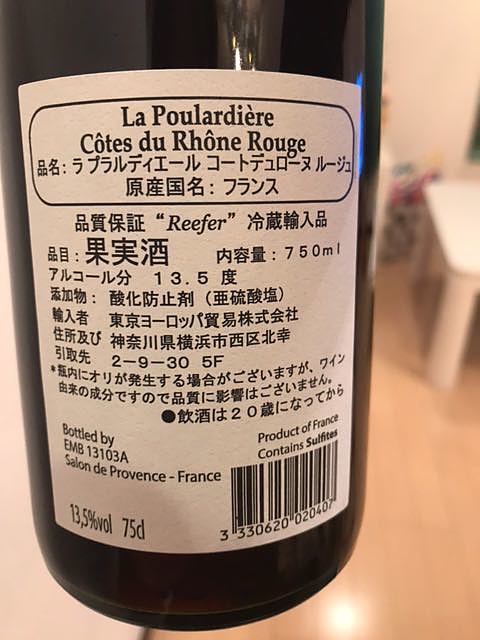 La Poulardière
Côtes du Rhône Rouge
品名：ラ プラルディエール コートデュローヌ ルージュ
原産国名：フランス
品質保証 “Reefer” 冷蔵輸入品
品目：果実酒 内容量：７５０ｍｌ
アルコール分 １３．５ 度
添加物：酸化防止剤（亜硫酸塩）
輸入者 東京ヨーロッパ貿易株式会社
住所及び 神奈川県横浜市西区北幸
引取先 ２−９−３０ ５Ｆ
*瓶内にオリが発生する場合がございますが、ワイン
由来の成分ですので品質に影響はございません。
●飲酒は２０歳になってから
Bottled by
EMB 13103A
Salon de Provence - France
Product of France
Contains Sulfites
13,5%vol 75cl
3 330620 020407